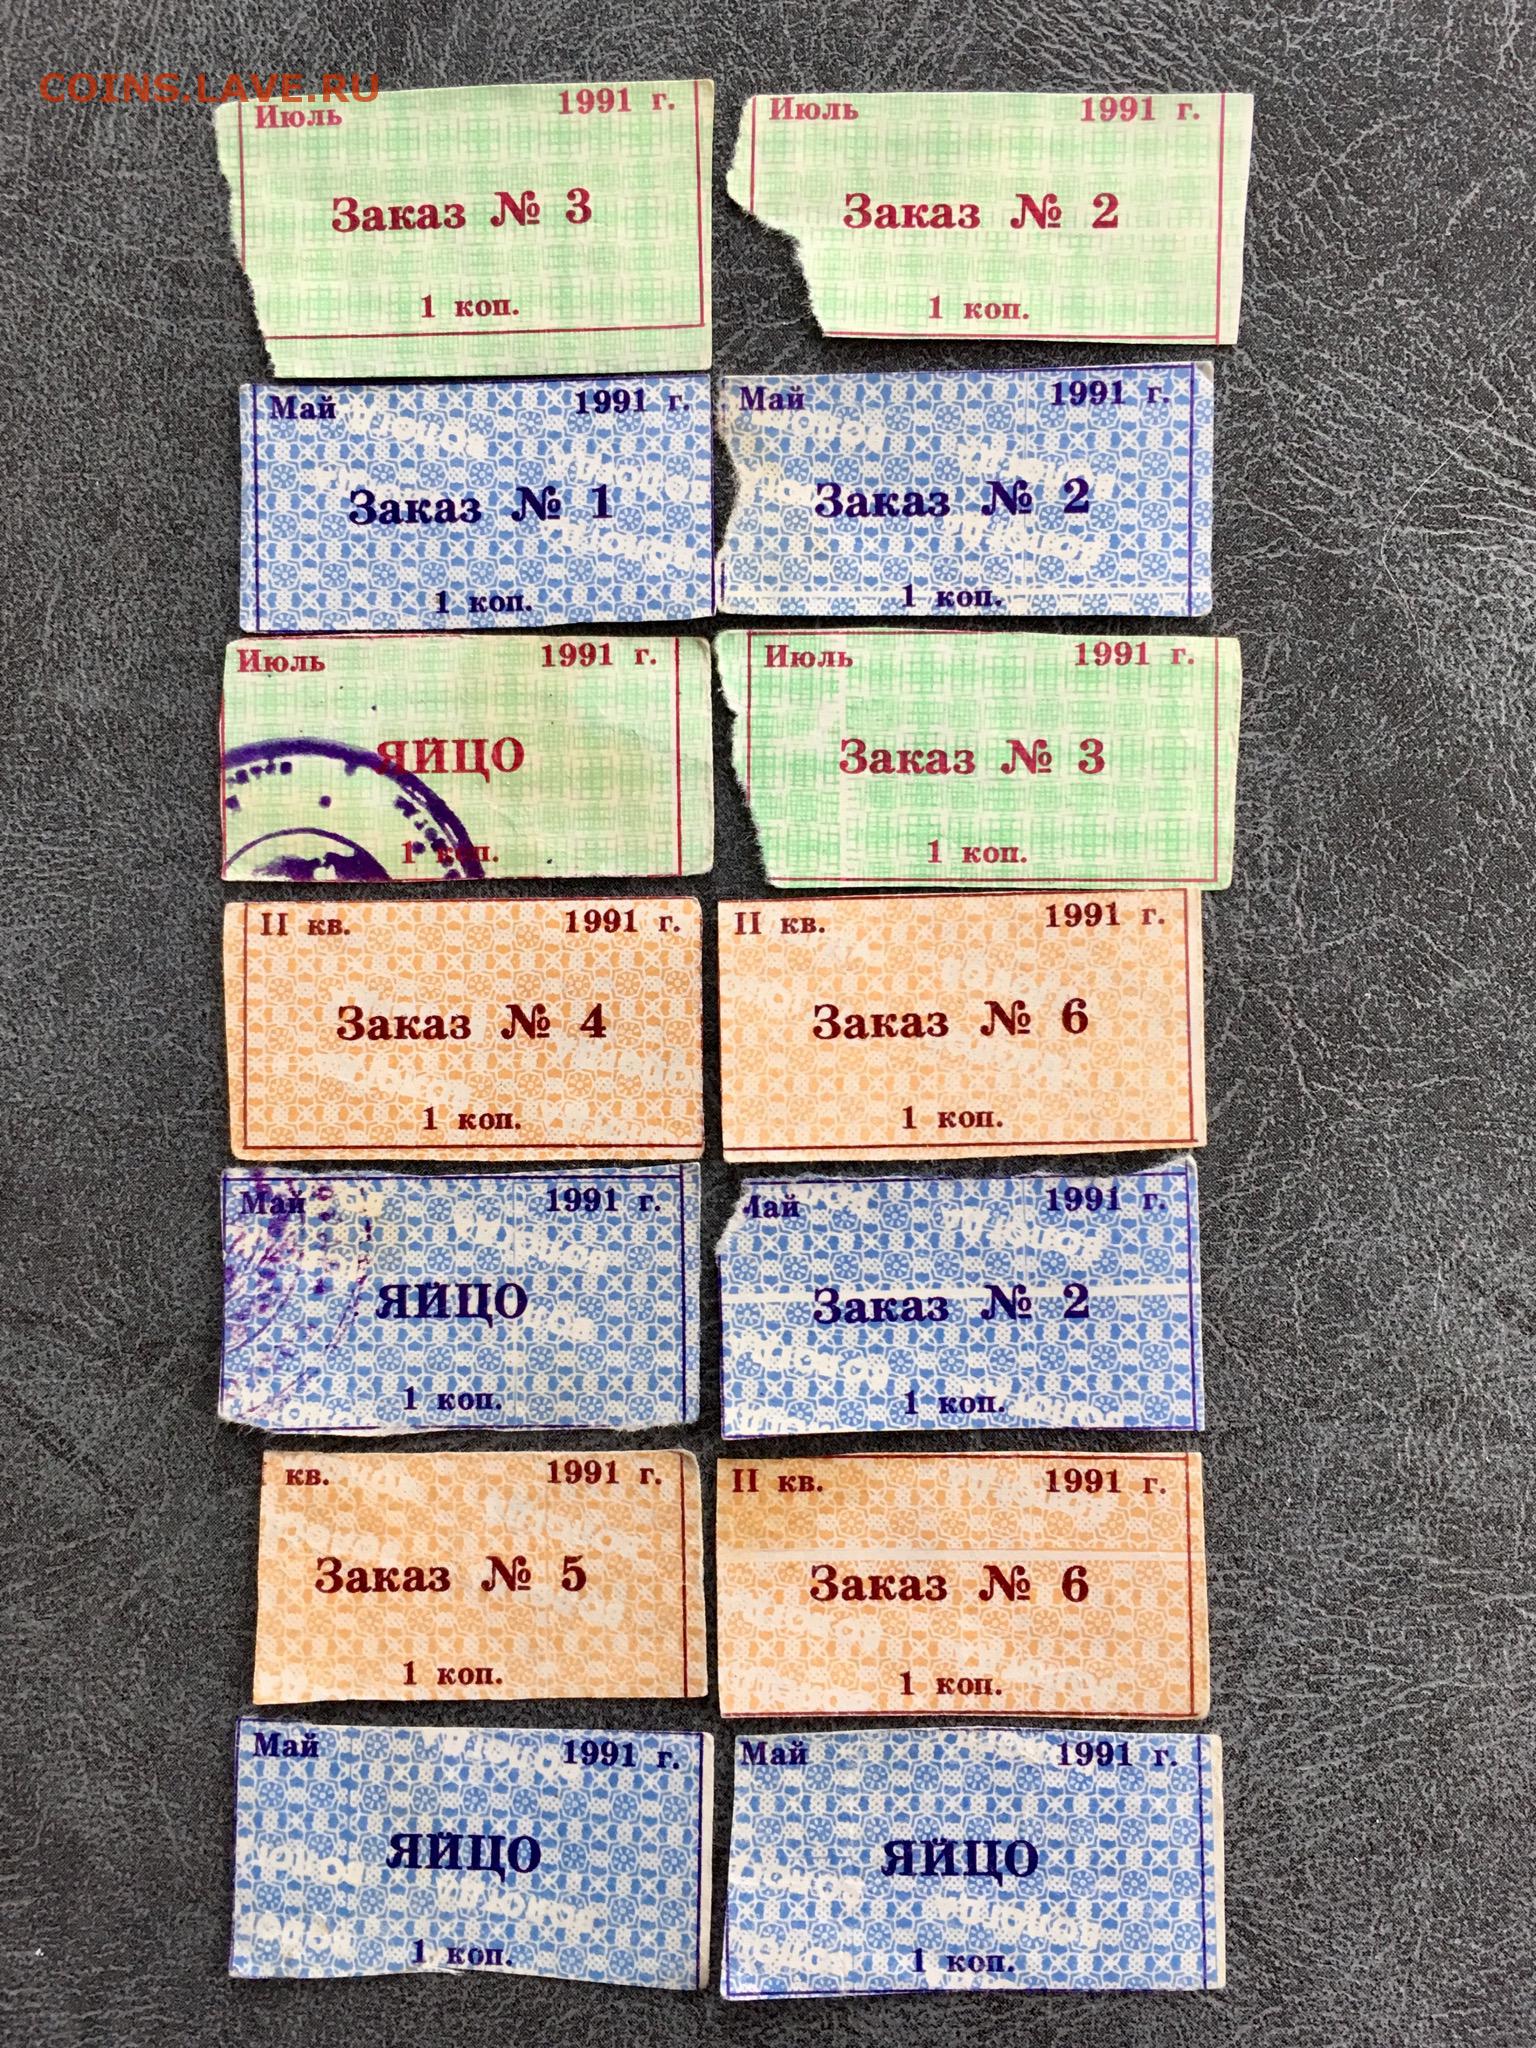 COINS.LAVE.RU
Июль 1991 г.
Заказ № 3
1 коп.
Июль 1991 г.
Заказ № 2
1 коп.
Май 1991 г.
Заказ № 1
1 коп.
Май 1991 г.
Заказ № 2
1 коп.
Июль 1991 г.
ЯЙЦО
1 коп.
Июль 1991 г.
Заказ № 3
1 коп.
II кв. 1991 г.
Заказ № 4
1 коп.
II кв. 1991 г.
Заказ № 6
1 коп.
Май 1991 г.
ЯЙЦО
1 коп.
Май 1991 г.
Заказ № 2
1 коп.
кв. 1991 г.
Заказ № 5
1 коп.
II кв. 1991 г.
Заказ № 6
1 коп.
Май 1991 г.
ЯЙЦО
1 коп.
Май 1991 г.
ЯЙЦО
1 коп.